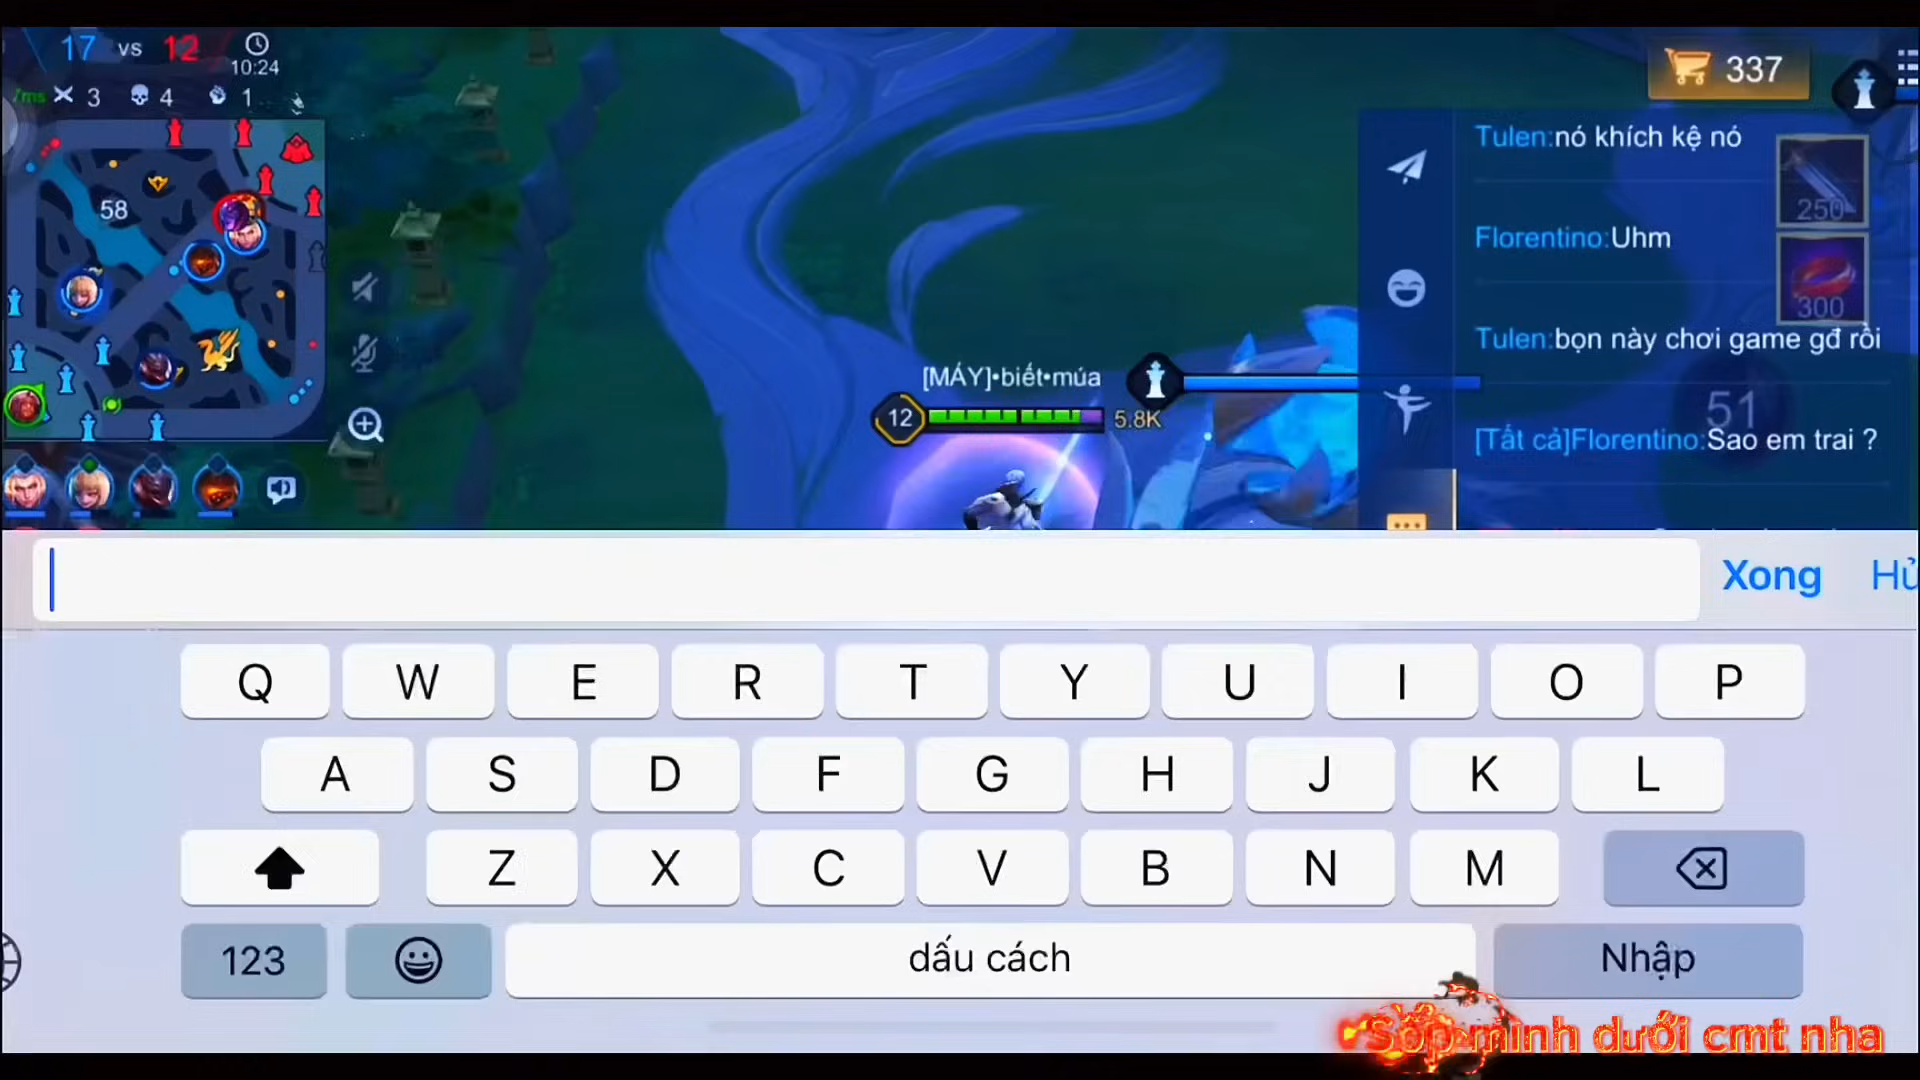 17 vs 12
10:24
7ms 3 4 1
337
58
Tulen:nó khích kệ nó
250
Florentino:Uhm
300
Tulen:bọn này chơi game gđ rồi
[MÁY]•biết•múa
12
5.8K
51
[Tất cả]Florentino:Sao em trai ?
Xong
Q W E R T Y U I O P
A S D F G H J K L
Z X C V B N M
123
dấu cách
Nhập
Sốp mình dưới cmt nha